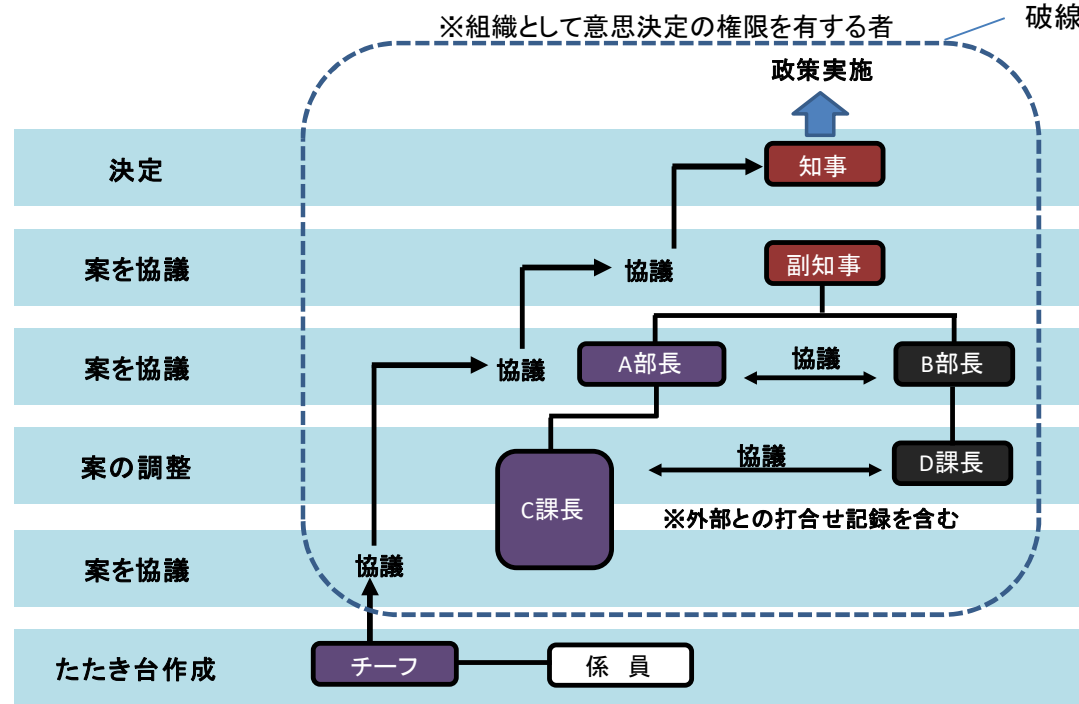 ※組織として意思決定の権限を有する者
破線
政策実施
決定
知事
案を協議
協議
副知事
案を協議
協議
A部長
協議
B部長
案の調整
C課長
協議
D課長
※外部との打合せ記録を含む
案を協議
協議
たたき台作成
チーフ
係　員